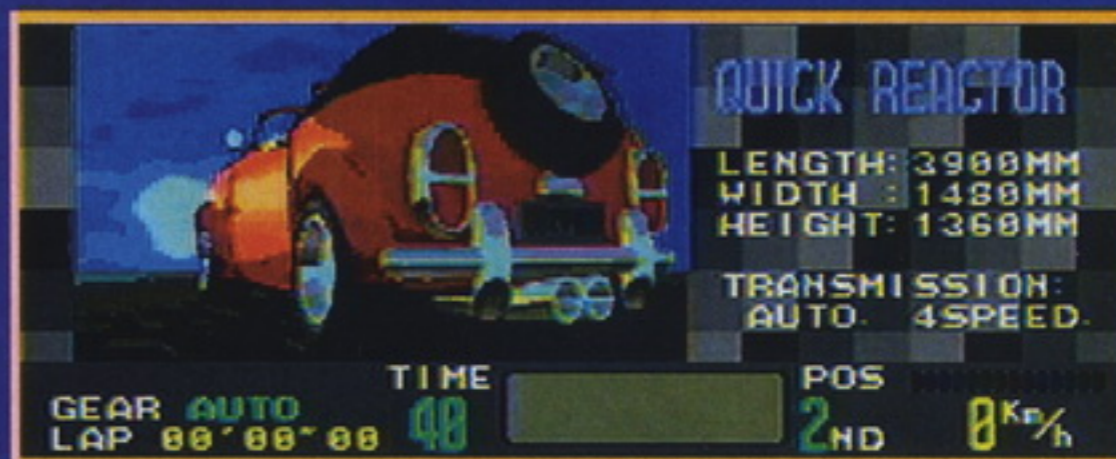 QUICK REACTOR
LENGTH: 3900MM
WIDTH : 1480MM
HEIGHT: 1360MM
TRANSMISSION:
AUTO. 4SPEED.
TIME
POS
GEAR AUTO
40
2ND
0Km/h
LAP 00'00"00